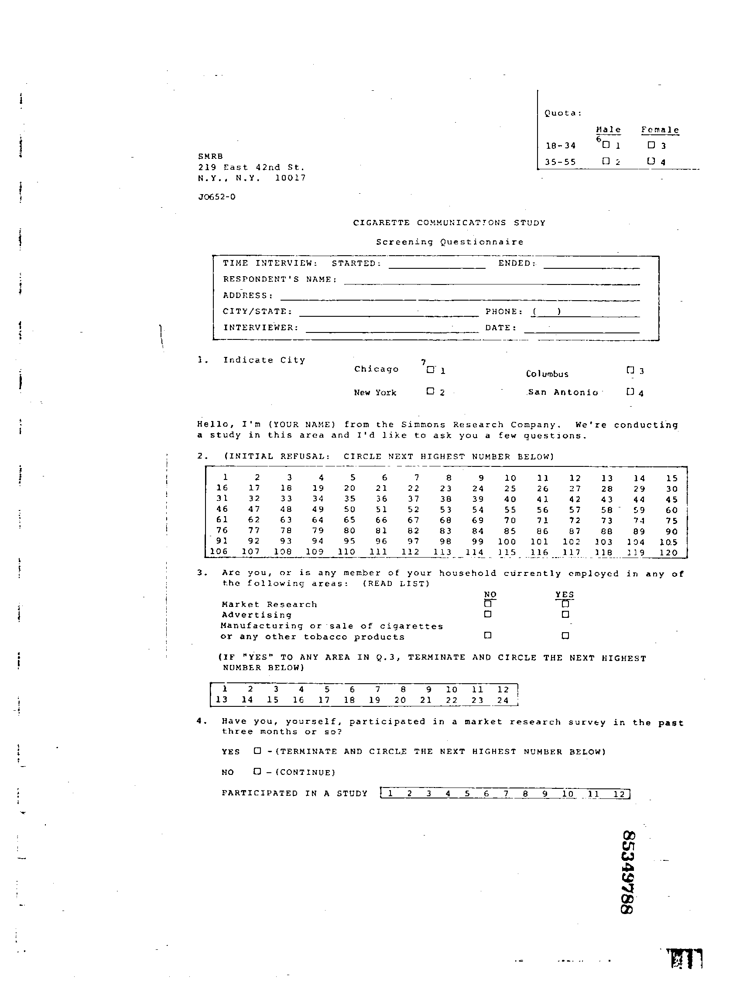 Quota:
Male Female
18-34 6 □ 1 □ 3
35-55 □ 2 □ 4
SMRB
219 East 42nd St.
N.Y., N.Y. 10017
J0652-0
CIGARETTE COMMUNICATIONS STUDY
Screening Questionnaire
TIME INTERVIEW: STARTED: ENDED:
RESPONDENT'S NAME:
ADDRESS:
CITY/STATE: PHONE: ( )
INTERVIEWER: DATE:
1. Indicate City
Chicago 7 □ 1 Columbus □ 3
New York □ 2 San Antonio □ 4
Hello, I'm (YOUR NAME) from the Simmons Research Company. We're conducting
a study in this area and I'd like to ask you a few questions.
2. (INITIAL REFUSAL: CIRCLE NEXT HIGHEST NUMBER BELOW)
1 2 3 4 5 6 7 8 9 10 11 12 13 14 15
16 17 18 19 20 21 22 23 24 25 26 27 28 29 30
31 32 33 34 35 36 37 38 39 40 41 42 43 44 45
46 47 48 49 50 51 52 53 54 55 56 57 58 59 60
61 62 63 64 65 66 67 68 69 70 71 72 73 74 75
76 77 78 79 80 81 82 83 84 85 86 87 88 89 90
91 92 93 94 95 96 97 98 99 100 101 102 103 104 105
106 107 108 109 110 111 112 113 114 115 116 117 118 119 120
3. Are you, or is any member of your household currently employed in any of
the following areas: (READ LIST)
NO YES
Market Research □ □
Advertising □ □
Manufacturing or sale of cigarettes
or any other tobacco products □ □
(IF "YES" TO ANY AREA IN Q.3, TERMINATE AND CIRCLE THE NEXT HIGHEST
NUMBER BELOW)
1 2 3 4 5 6 7 8 9 10 11 12
13 14 15 16 17 18 19 20 21 22 23 24
4. Have you, yourself, participated in a market research survey in the past
three months or so?
YES □ - (TERMINATE AND CIRCLE THE NEXT HIGHEST NUMBER BELOW)
NO □ - (CONTINUE)
PARTICIPATED IN A STUDY 1 2 3 4 5 6 7 8 9 10 11 12
85349788